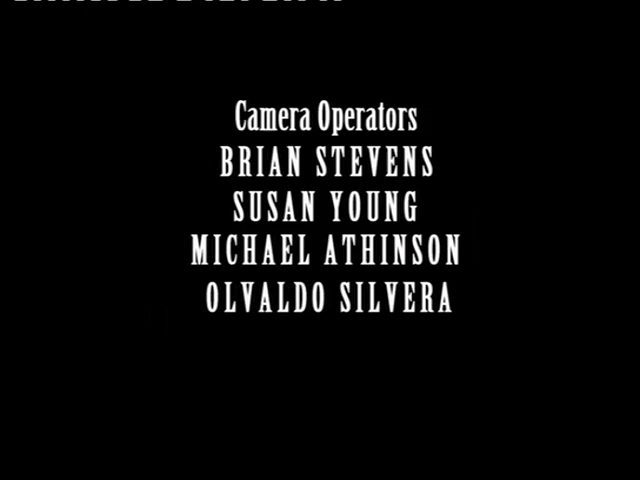 Camera Operators
BRIAN STEVENS
SUSAN YOUNG
MICHAEL ATHINSON
OLVALDO SILVERA